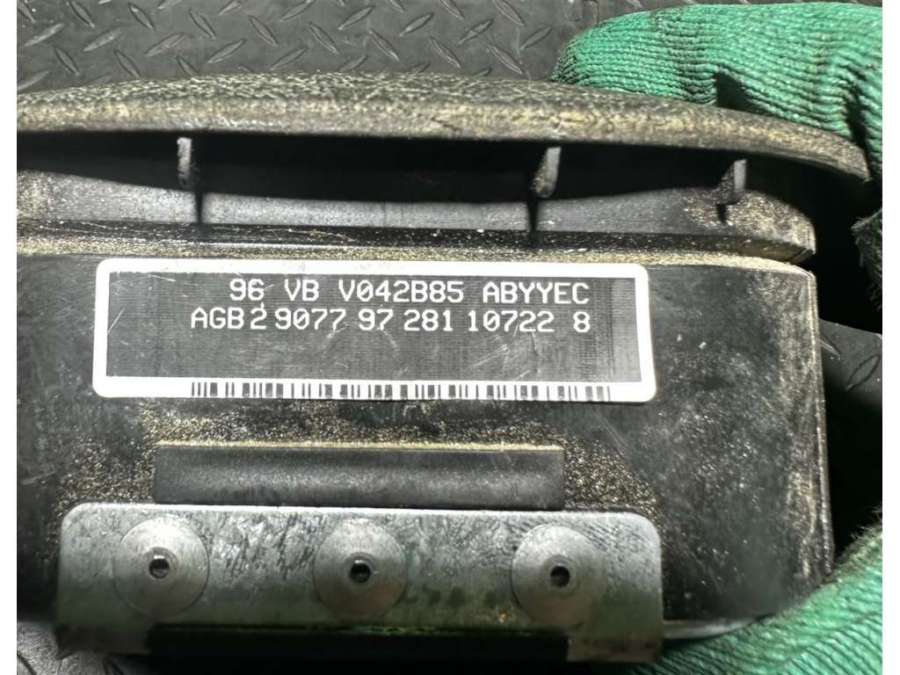 96 VB V042B85 ABYYEC
AGB 2 9077 97 281 10722 8